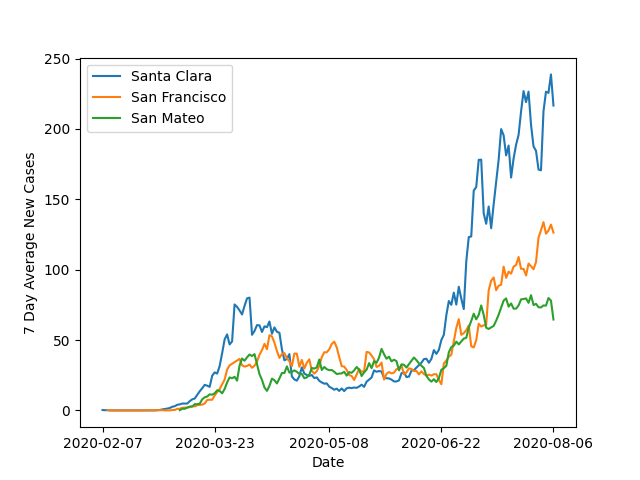 Santa Clara
San Francisco
San Mateo
7 Day Average New Cases
250
200
150
100
50
0
2020-02-07
2020-03-23
2020-05-08
2020-06-22
2020-08-06
Date